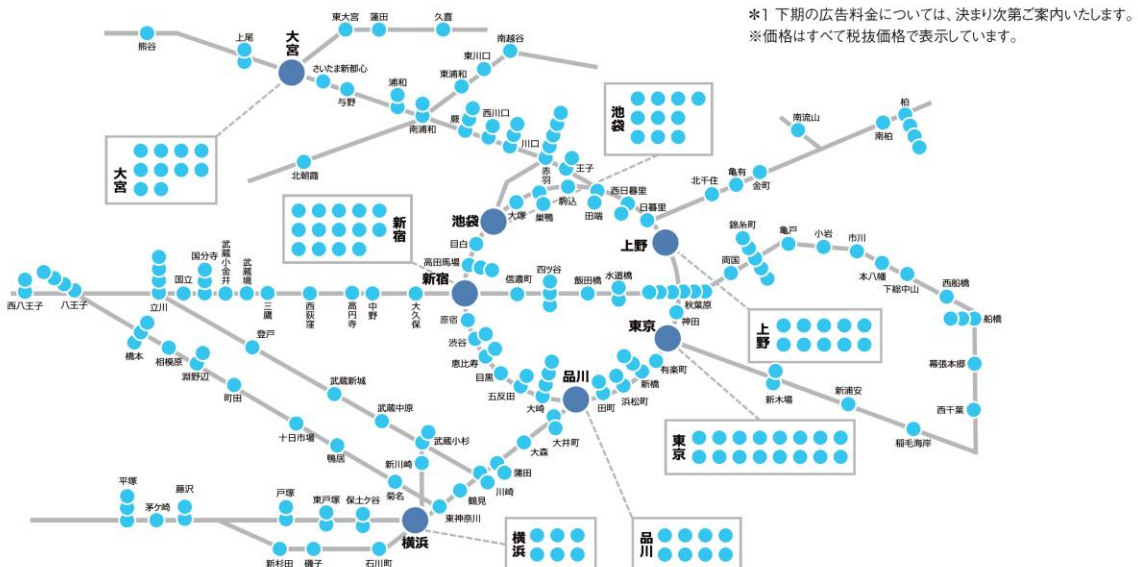 *1 下期の広告料金については、決まり次第ご案内いたします。
※価格はすべて税抜価格で表示しています。
熊谷
上尾
大宮
東大宮
蓮田
久喜
さいたま新都心
与野
浦和
南浦和
東浦和
東川口
南越谷
北朝霞
蕨
西川口
川口
赤羽
王子
大宮
池袋
新宿
池袋
大塚
巣鴨
駒込
田端
西日暮里
日暮里
上野
南流山
南柏
柏
北千住
亀有
金町
目白
高田馬場
新宿
西八王子
八王子
立川
国立
国分寺
武蔵小金井
武蔵境
三鷹
西荻窪
高円寺
中野
大久保
信濃町
四ツ谷
飯田橋
水道橋
秋葉原
両国
錦糸町
亀戸
小岩
市川
本八幡
下総中山
西船橋
船橋
幕張本郷
西千葉
神田
東京
有楽町
新橋
浜松町
田町
品川
原宿
渋谷
恵比寿
目黒
五反田
大崎
上野
新木場
新浦安
稲毛海岸
東京
橋本
相模原
淵野辺
町田
十日市場
鴨居
菊名
登戸
武蔵新城
武蔵中原
武蔵小杉
新川崎
大井町
大森
蒲田
川崎
鶴見
東神奈川
横浜
平塚
茅ケ崎
藤沢
戸塚
東戸塚
保土ケ谷
新杉田
磯子
石川町
横浜
品川